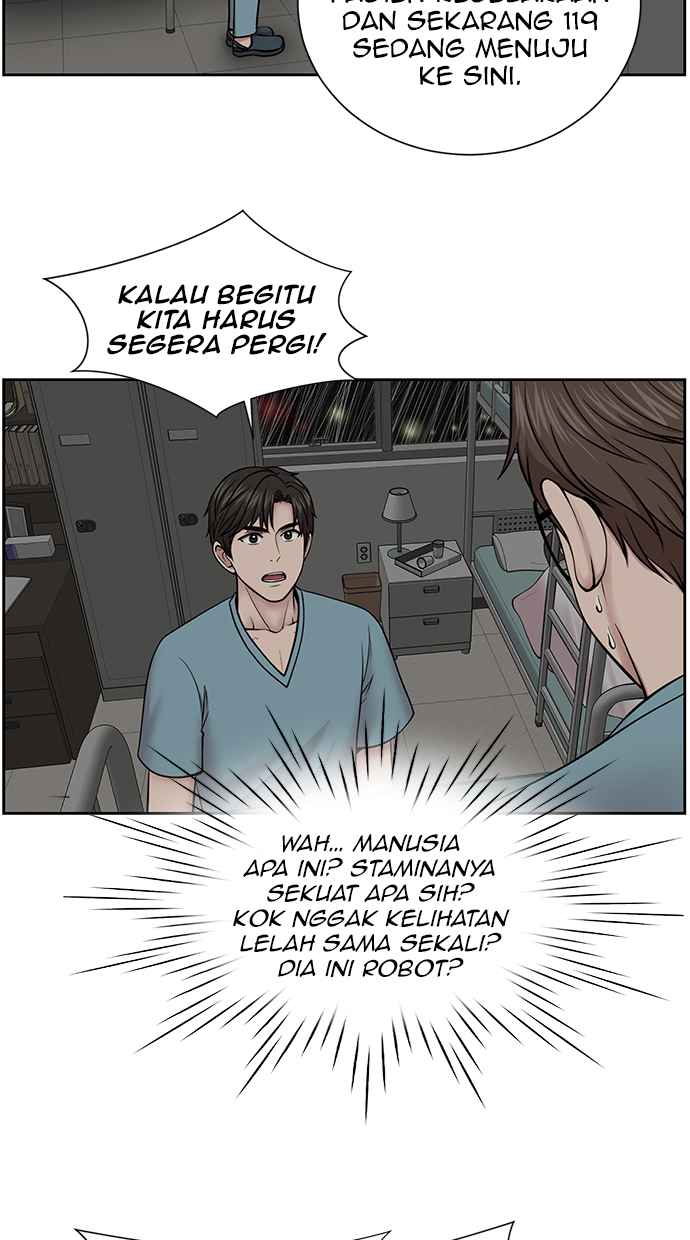 DAN SEKARANG 119
SEDANG MENUJU
KE SINI.
KALAU BEGITU
KITA HARUS
SEGERA PERGI!
WAH... MANUSIA
APA INI? STAMINANYA
SEKUAT APA SIH?
KOK NGGAK KELIHATAN
LELAH SAMA SEKALI?
DIA INI ROBOT?